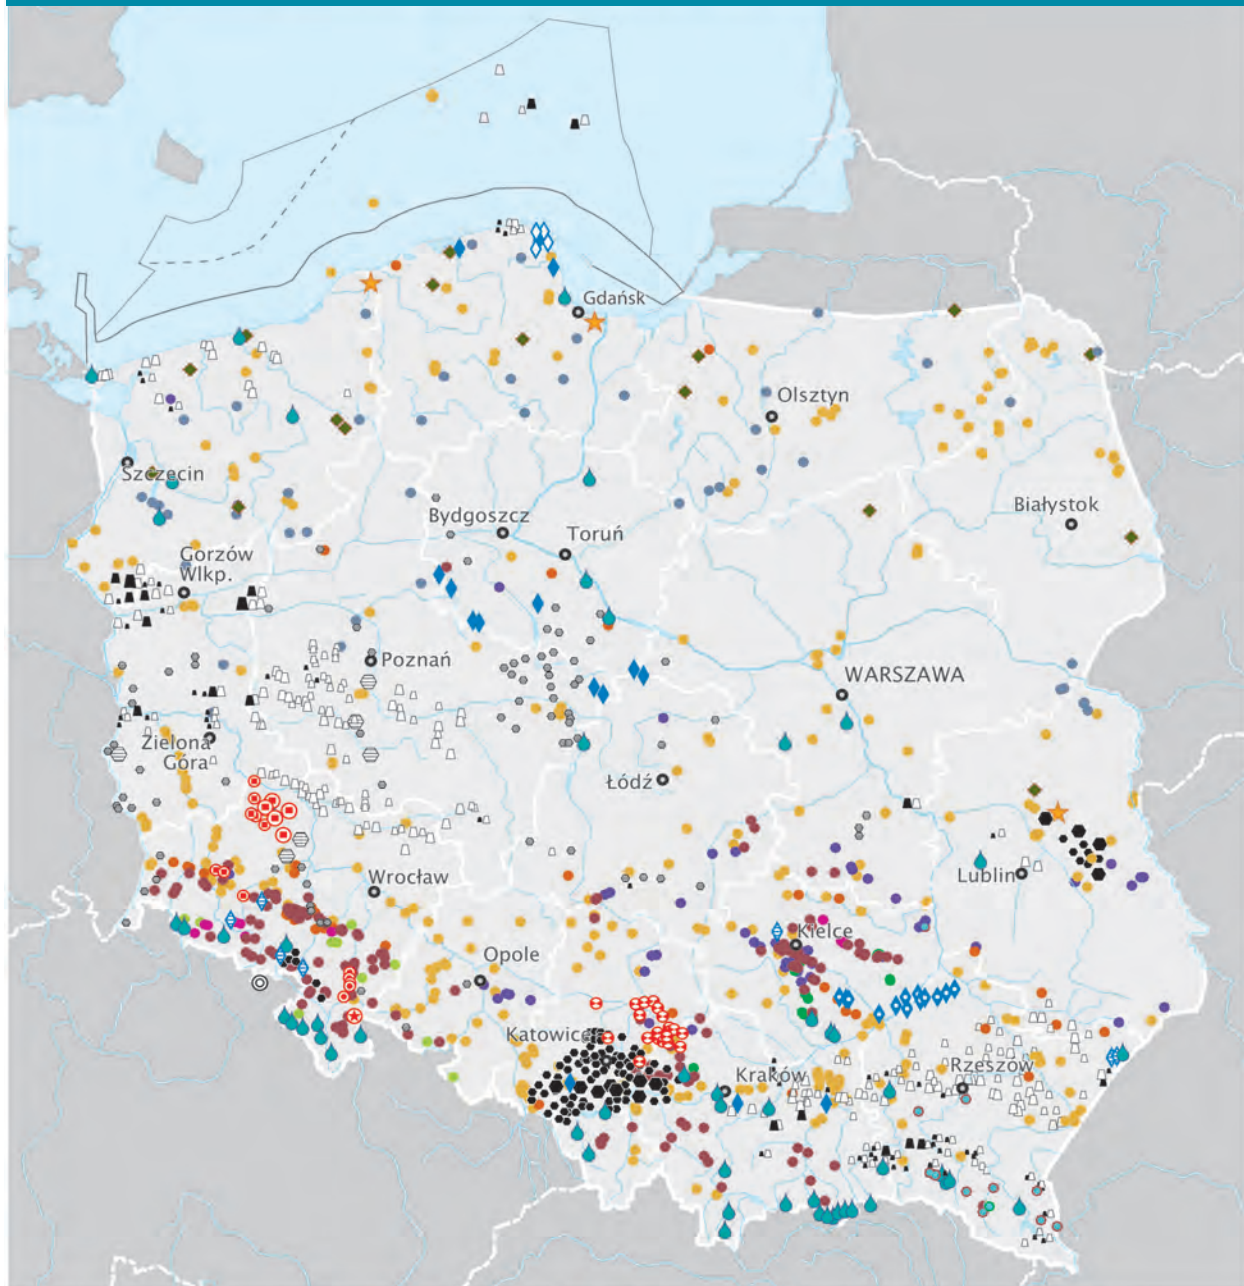 Gdańsk
Olsztyn
Szczecin
Białystok
Bydgoszcz
Toruń
Gorzów
Wlkp.
Poznań
WARSZAWA
Zielona
Góra
Łódź
Wrocław
Lublin
Kielce
Opole
Katowice
Kraków
Rzeszów